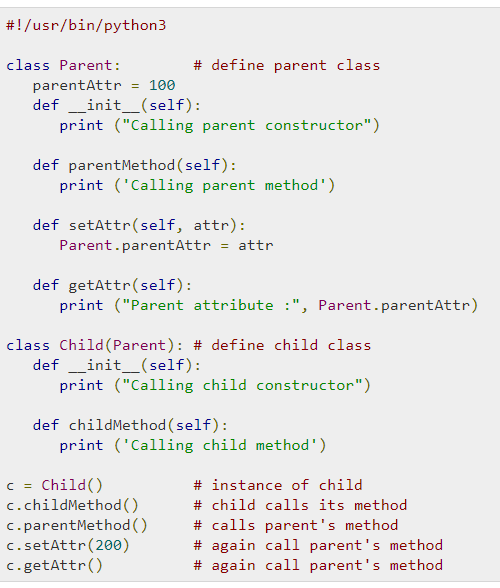 #!/usr/bin/python3

class Parent:        # define parent class
   parentAttr = 100
   def __init__(self):
      print ("Calling parent constructor")

   def parentMethod(self):
      print ('Calling parent method')

   def setAttr(self, attr):
      Parent.parentAttr = attr

   def getAttr(self):
      print ("Parent attribute :", Parent.parentAttr)

class Child(Parent): # define child class
   def __init__(self):
      print ("Calling child constructor")

   def childMethod(self):
      print ('Calling child method')

c = Child()          # instance of child
c.childMethod()      # child calls its method
c.parentMethod()     # calls parent's method
c.setAttr(200)       # again call parent's method
c.getAttr()          # again call parent's method